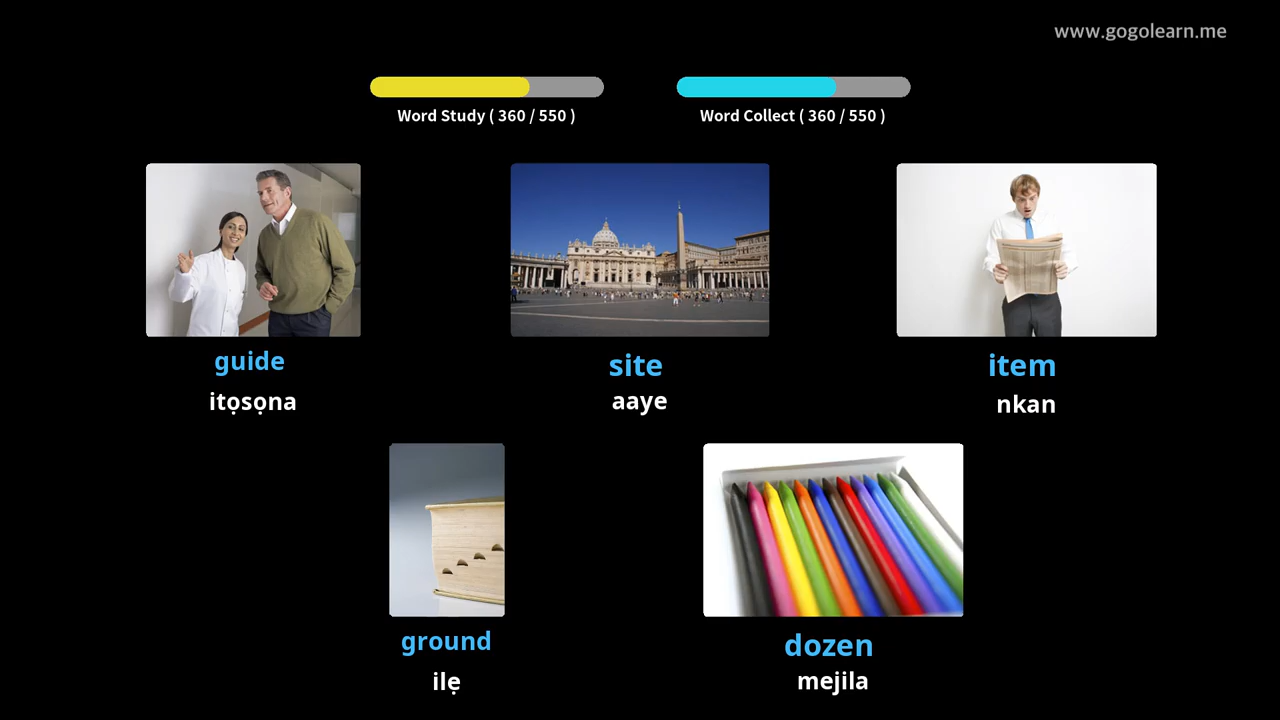 www.gogolearn.me
Word Study ( 360 / 550 )
Word Collect ( 360 / 550 )
guide
itọsọna
site
aaye
item
nkan
ground
ilẹ
dozen
mejila